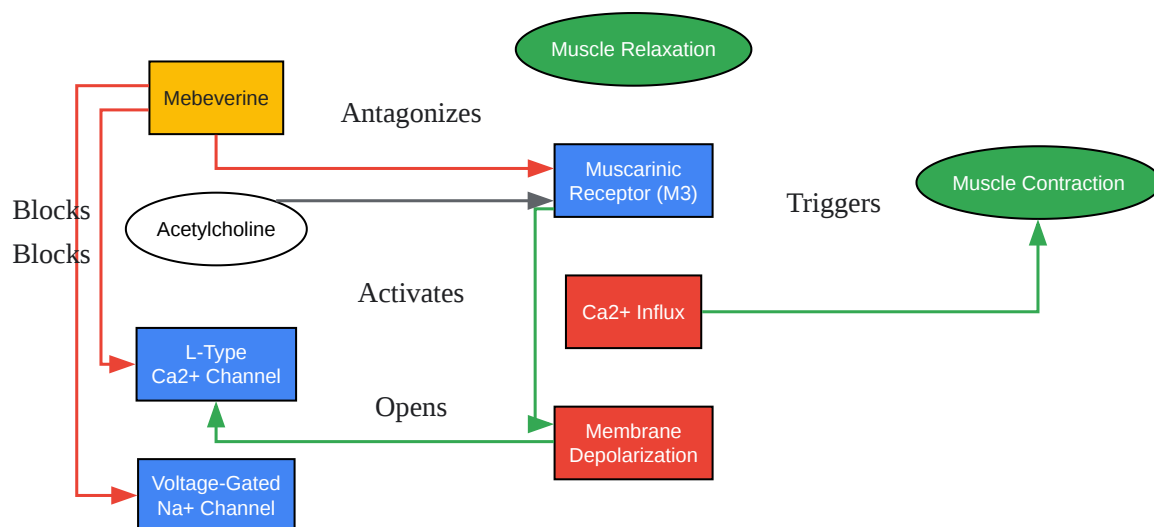 Muscle Relaxation
Mebeverine
Antagonizes
Muscarinic
Receptor (M3)
Muscle Contraction
Triggers
Blocks
Acetylcholine
Blocks
Activates
Ca2+ Influx
L-Type
Ca2+ Channel
Opens
Membrane
Depolarization
Voltage-Gated
Na+ Channel